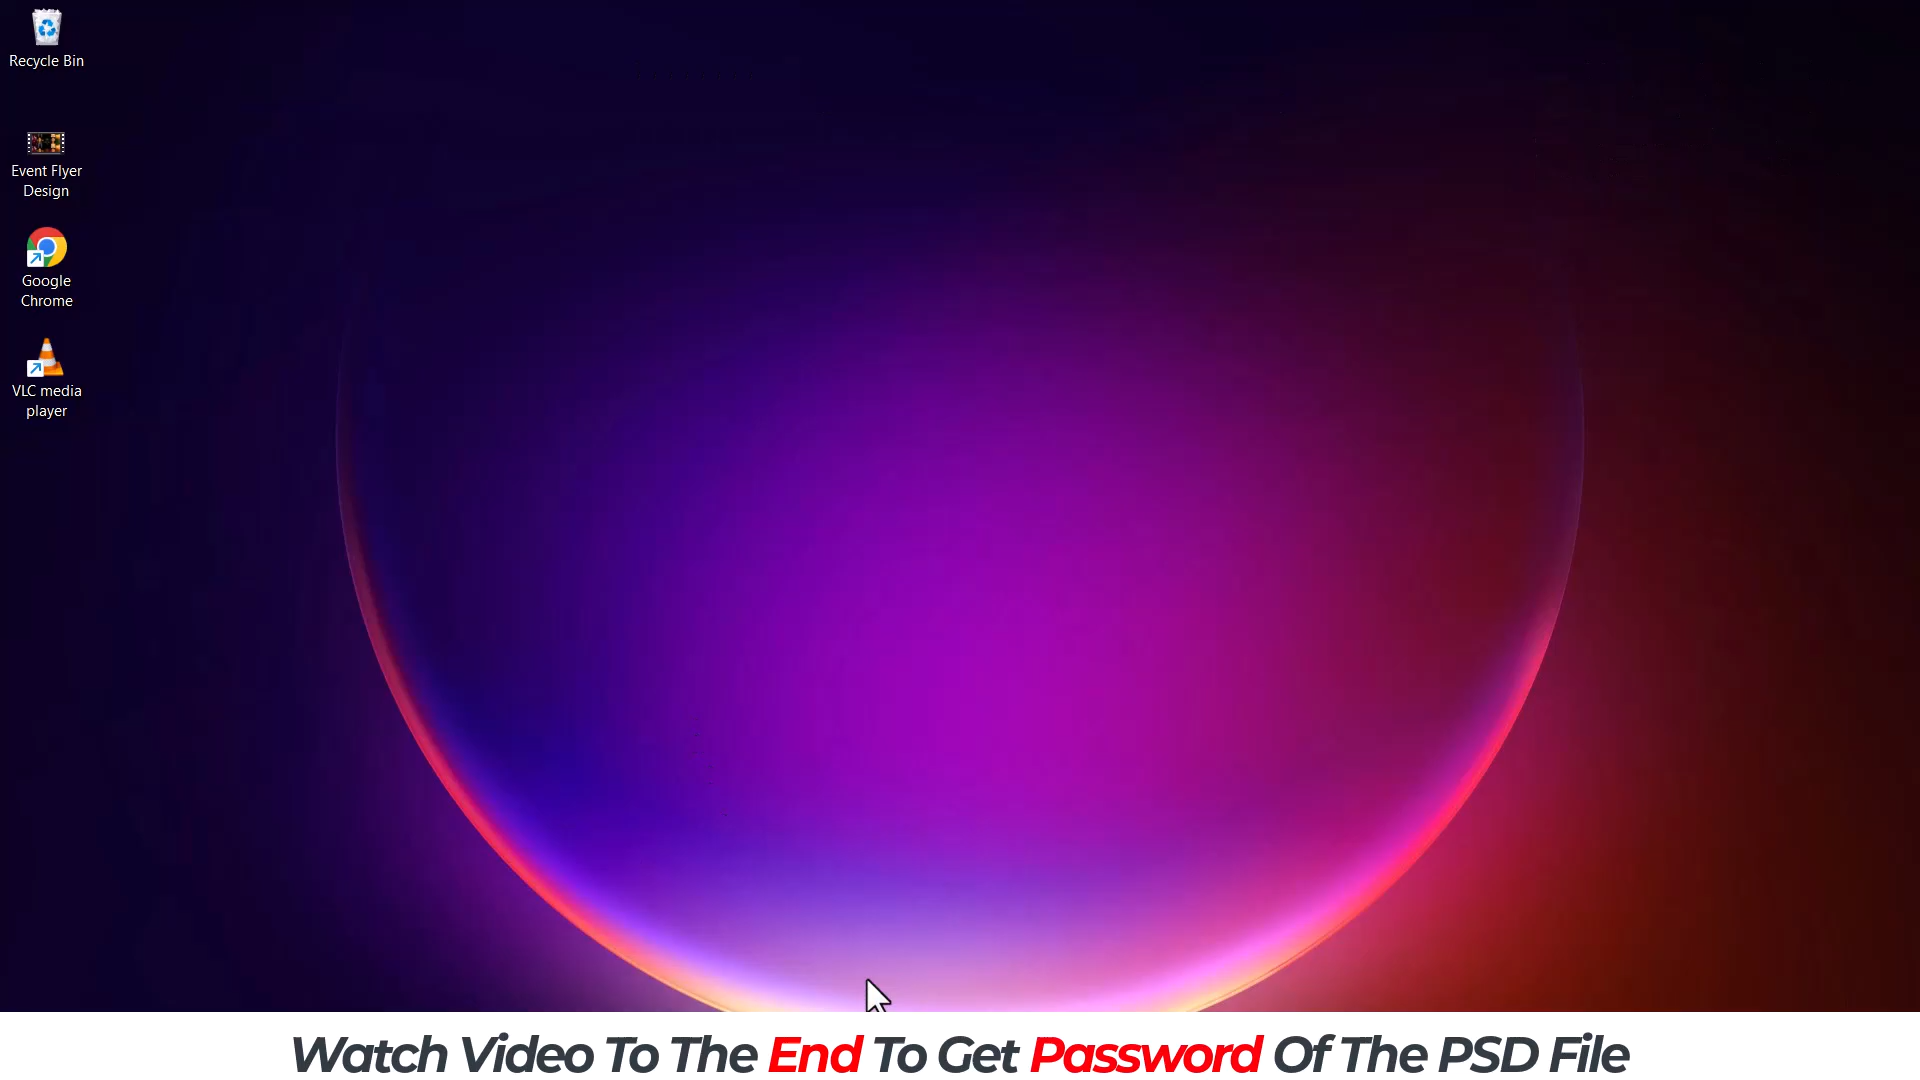 Recycle Bin
Event Flyer
Design
Google
Chrome
VLC media
player
Watch Video To The End To Get Password Of The PSD File